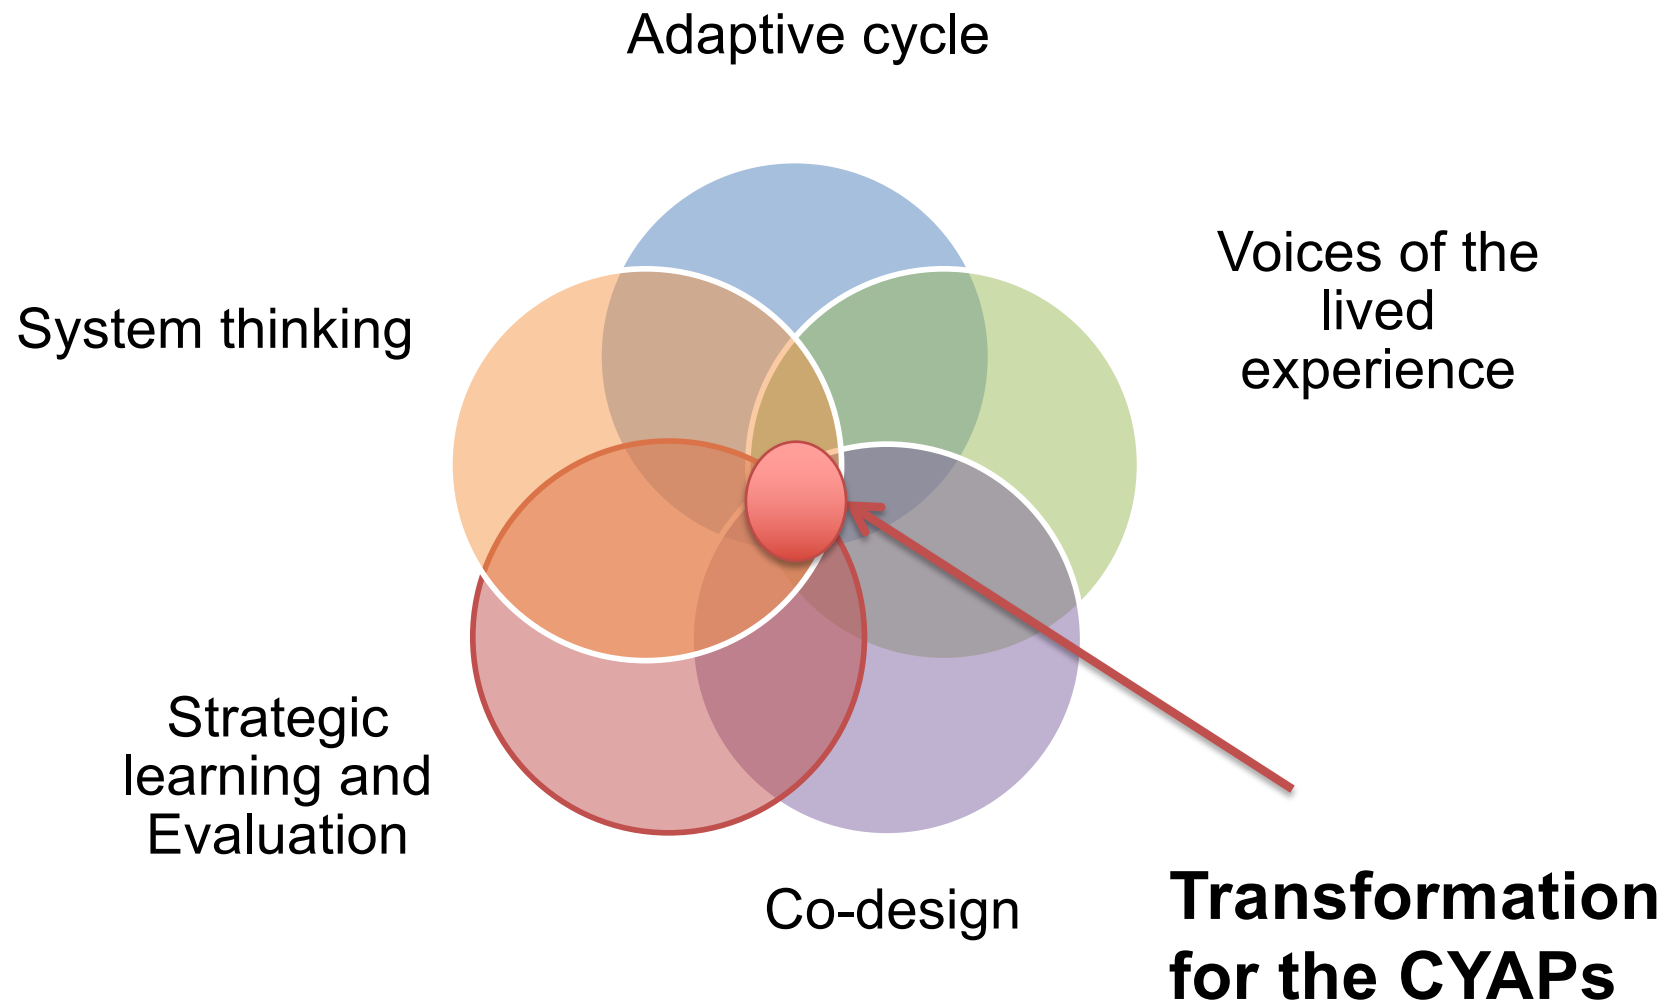 Adaptive cycle
Voices of the
lived
experience
System thinking
Strategic
learning and
Evaluation
Co-design
Transformation
for the CYAPs